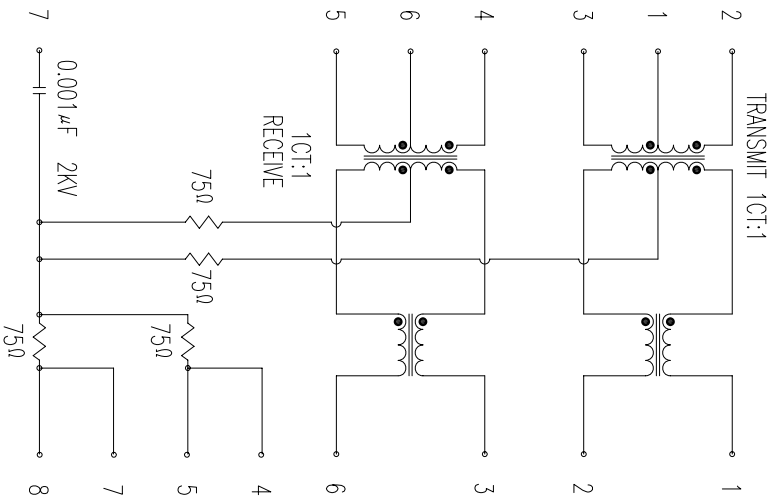 7
5
6
4
3
1
2
0.001μF 2KV
1CT:1
RECEIVE
TRANSMIT 1CT:1
75Ω
75Ω
75Ω
75Ω
8
7
5
4
6
3
2
1